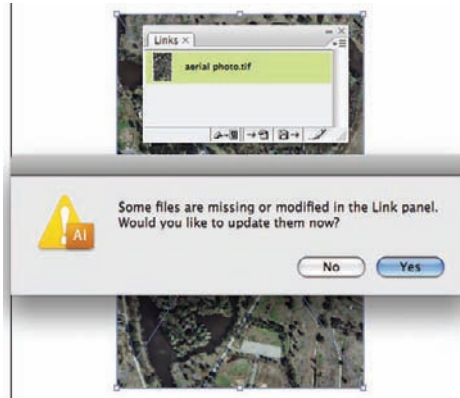 Links ×
aerial photo.tif
Some files are missing or modified in the Link panel.
Would you like to update them now?
Ai
No
Yes